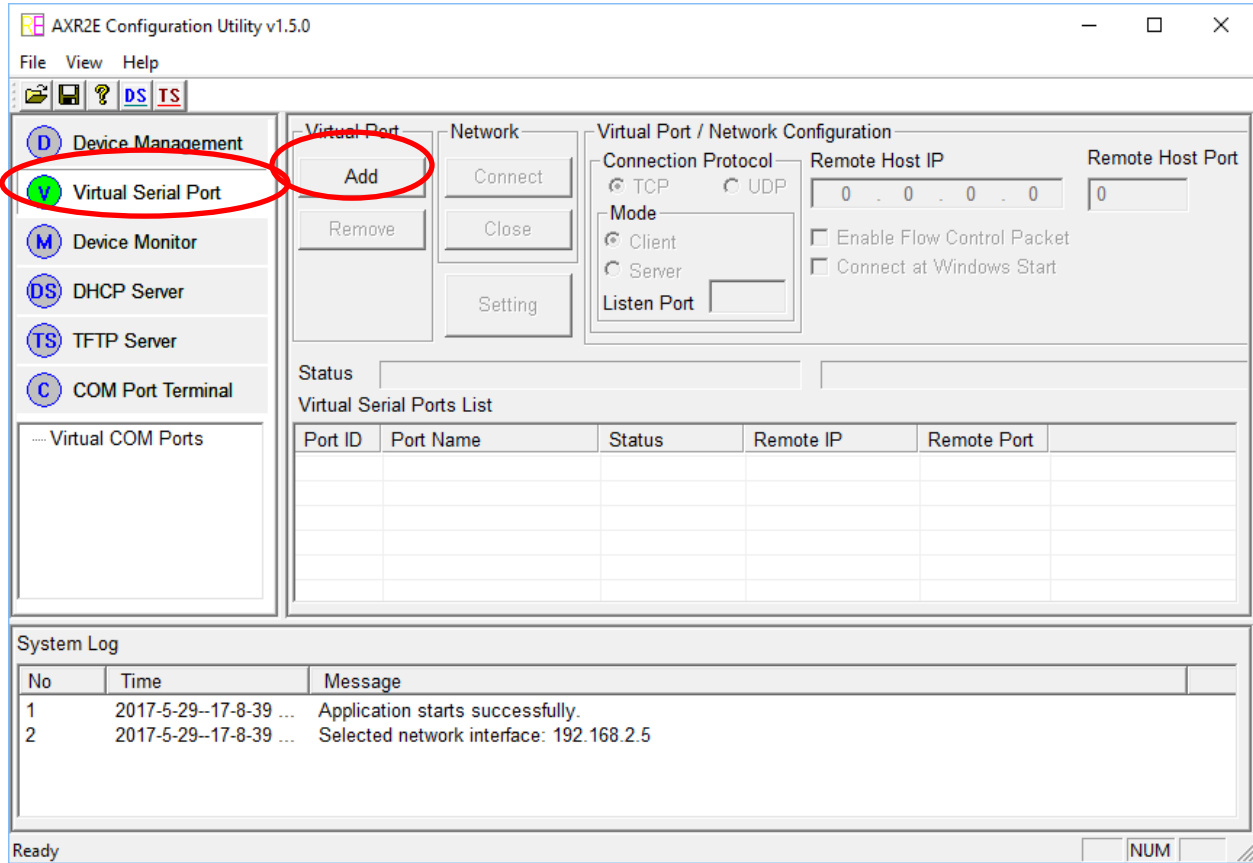 AXR2E Configuration Utility v1.5.0
File View Help
DS TS
D Device Management
V Virtual Serial Port
M Device Monitor
DS DHCP Server
TS TFTP Server
C COM Port Terminal
Virtual COM Ports
Virtual Port
Add
Remove
Network
Connect
Close
Setting
Virtual Port / Network Configuration
Connection Protocol
TCP UDP
Mode
Client
Server
Listen Port
Remote Host IP
0 . 0 . 0 . 0
Remote Host Port
0
Enable Flow Control Packet
Connect at Windows Start
Status
Virtual Serial Ports List
Port ID Port Name Status Remote IP Remote Port
System Log
No Time Message
1 2017-5-29--17-8-39 ... Application starts successfully.
2 2017-5-29--17-8-39 ... Selected network interface: 192.168.2.5
Ready NUM